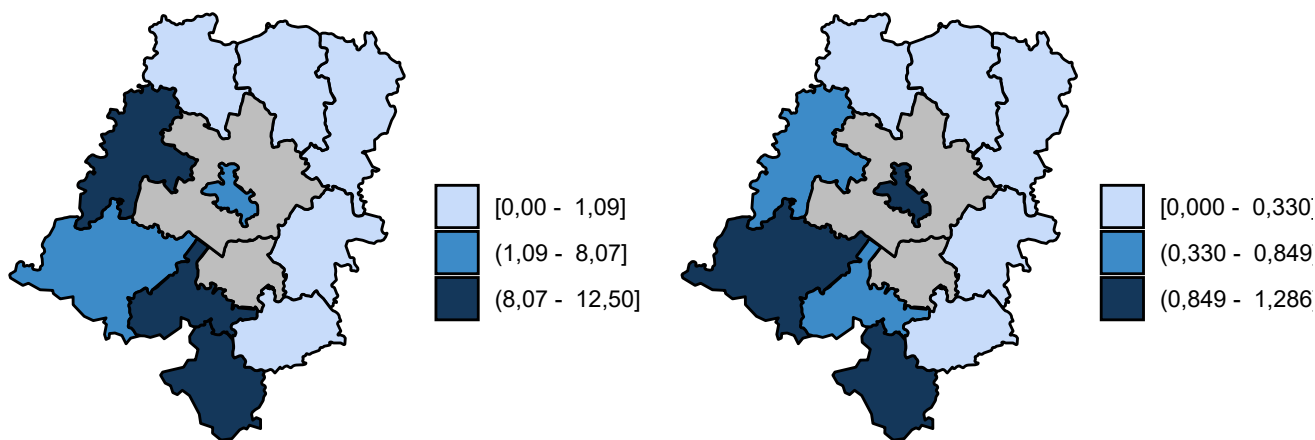 [0,00 - 1,09]
(1,09 - 8,07]
(8,07 - 12,50]
[0,000 - 0,330]
(0,330 - 0,849]
(0,849 - 1,286]